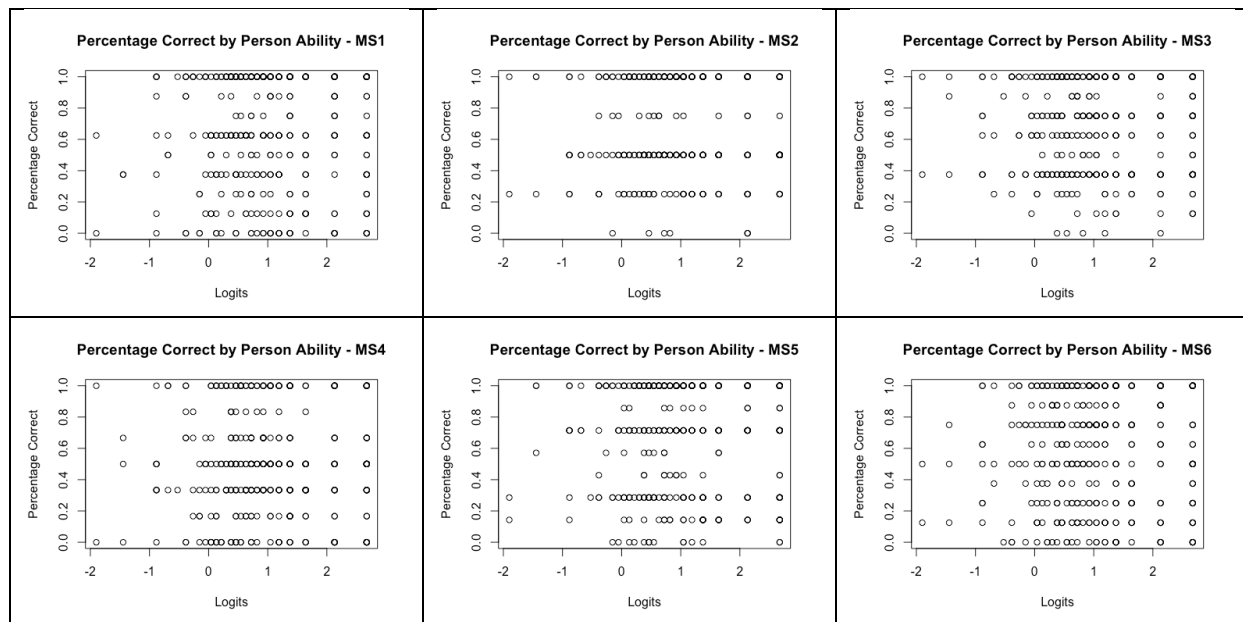 Percentage Correct by Person Ability - MS1
Percentage Correct
1.0
0.8
0.6
0.4
0.2
0.0
-2 -1 0 1 2
Logits
Percentage Correct by Person Ability - MS2
Percentage Correct
1.0
0.8
0.6
0.4
0.2
0.0
-2 -1 0 1 2
Logits
Percentage Correct by Person Ability - MS3
Percentage Correct
1.0
0.8
0.6
0.4
0.2
0.0
-2 -1 0 1 2
Logits
Percentage Correct by Person Ability - MS4
Percentage Correct
1.0
0.8
0.6
0.4
0.2
0.0
-2 -1 0 1 2
Logits
Percentage Correct by Person Ability - MS5
Percentage Correct
1.0
0.8
0.6
0.4
0.2
0.0
-2 -1 0 1 2
Logits
Percentage Correct by Person Ability - MS6
Percentage Correct
1.0
0.8
0.6
0.4
0.2
0.0
-2 -1 0 1 2
Logits